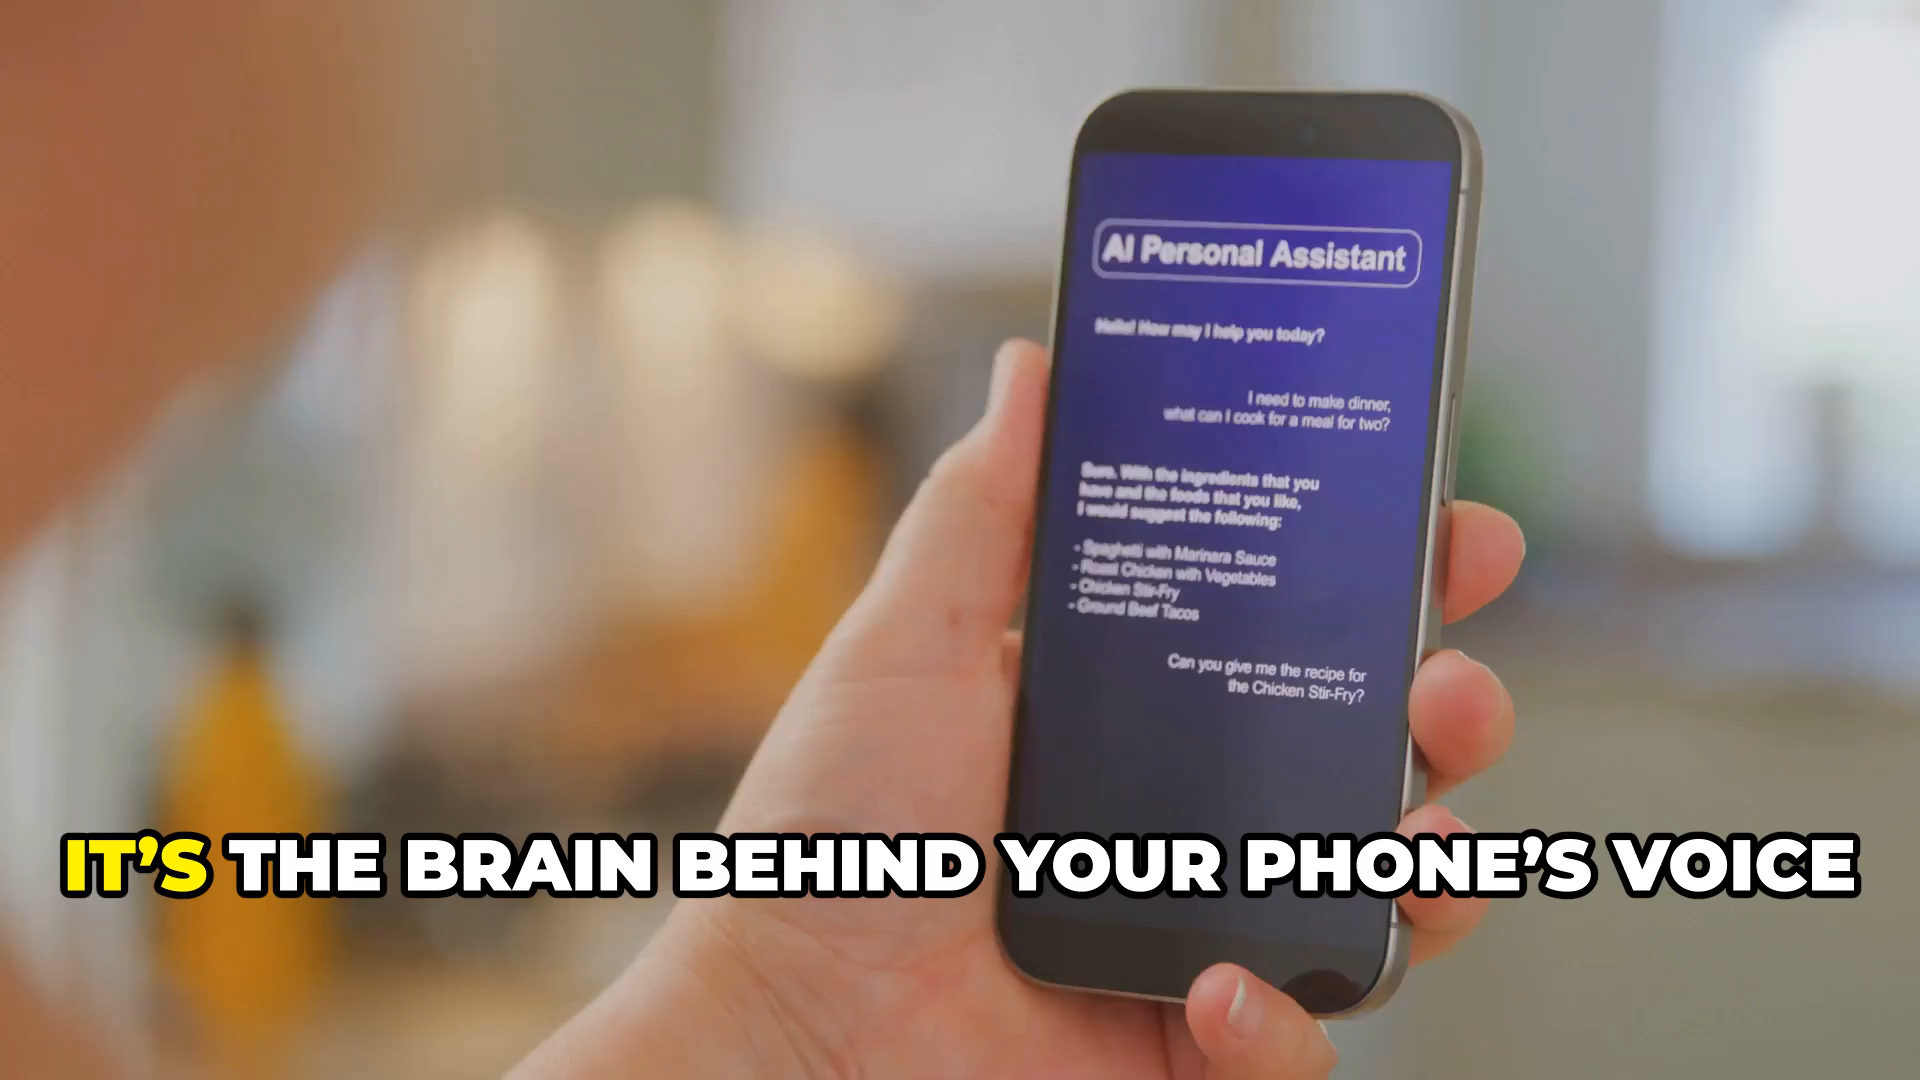 AI Personal Assistant
Hello! How may I help you today?
I need to make dinner,
what can I cook for a meal for two?
Sure. With the ingredients that you
have and the foods that you like,
I would suggest the following:
- Spaghetti with Marinara Sauce
- Roast Chicken with Vegetables
- Chicken Stir-Fry
- Ground Beef Tacos
Can you give me the recipe for
the Chicken Stir-Fry?
IT'S THE BRAIN BEHIND YOUR PHONE'S VOICE